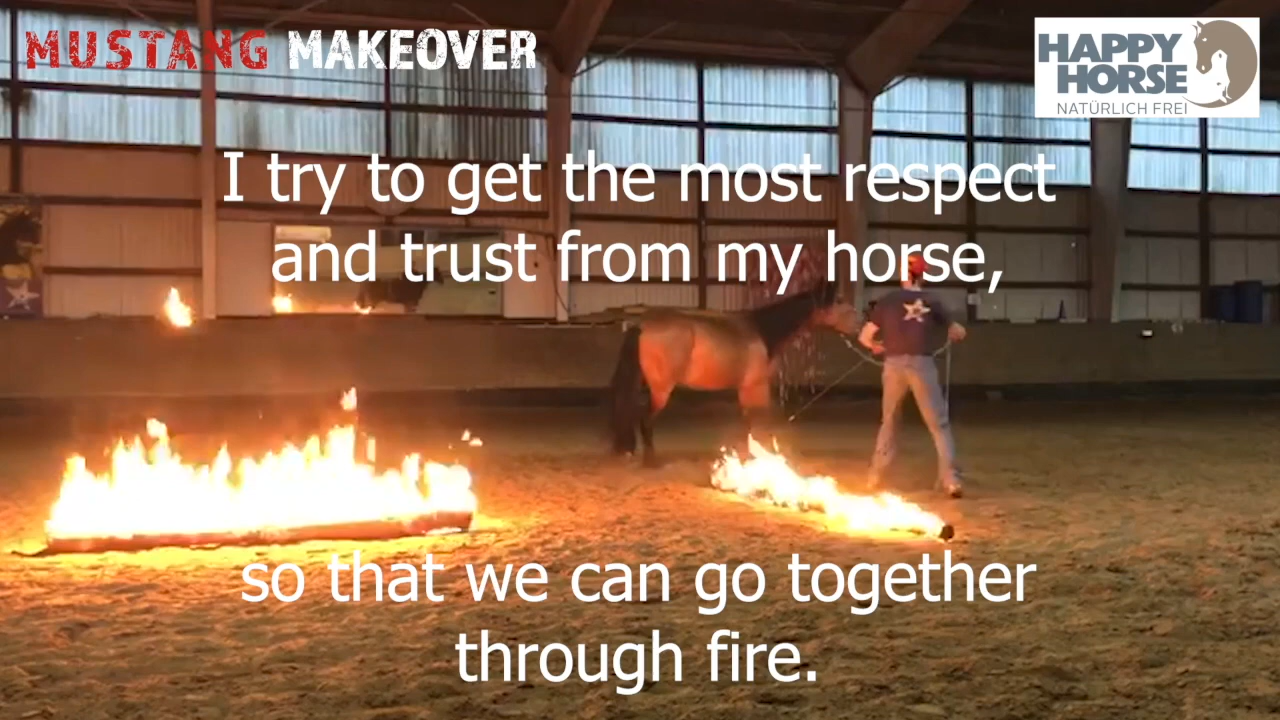 MUSTANG MAKEOVER
HAPPY
HORSE
NATÜRLICH FREI
I try to get the most respect
and trust from my horse,
so that we can go together
through fire.